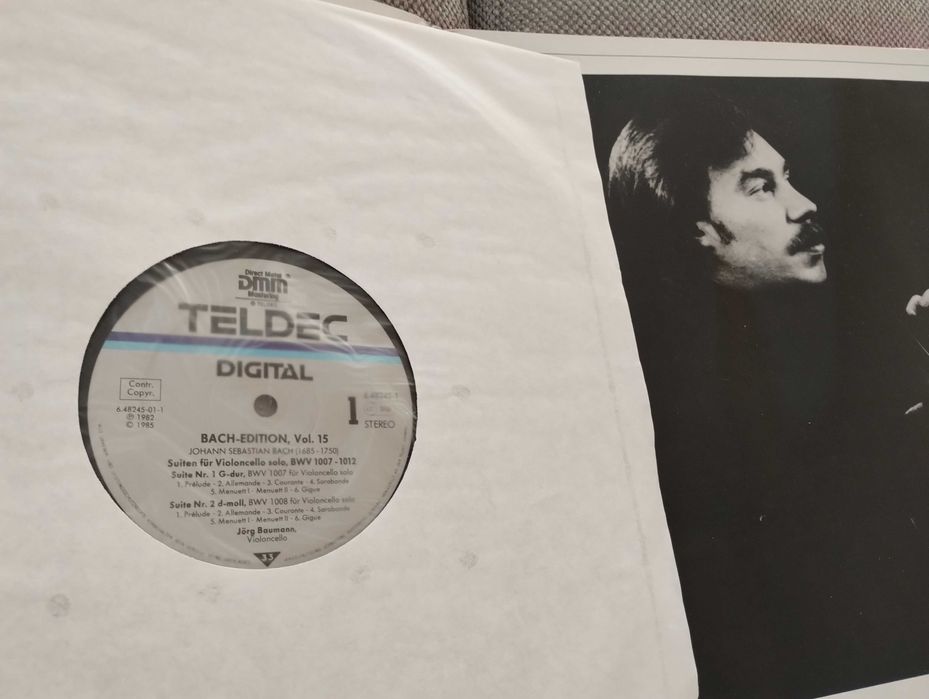 Direct Metal
DMM
Mastering
® TELDEC
TELDEC
DIGITAL
Contr.
Copyr.
6.48245-01-1
℗ 1982
© 1985
6.48245-1
1
STEREO
BACH-EDITION, Vol. 15
JOHANN SEBASTIAN BACH (1685-1750)
Suiten für Violoncello solo, BWV 1007-1012
Suite Nr. 1 G-dur, BWV 1007 für Violoncello solo
1. Prélude - 2. Allemande - 3. Courante - 4. Sarabande
5. Menuett I - Menuett II - 6. Gigue
Suite Nr. 2 d-moll, BWV 1008 für Violoncello solo
1. Prélude - 2. Allemande - 3. Courante - 4. Sarabande
5. Menuett I - Menuett II - 6. Gigue
Jörg Baumann,
Violoncello
33